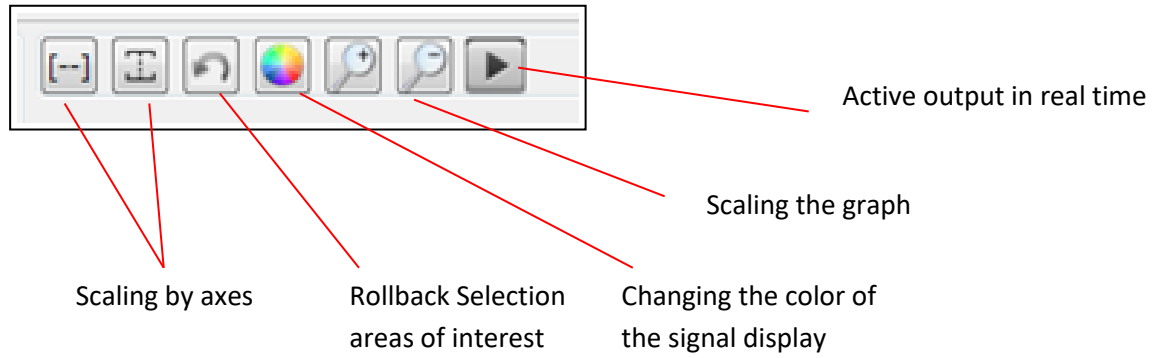 Active output in real time
Scaling the graph
Scaling by axes
Rollback Selection
areas of interest
Changing the color of
the signal display